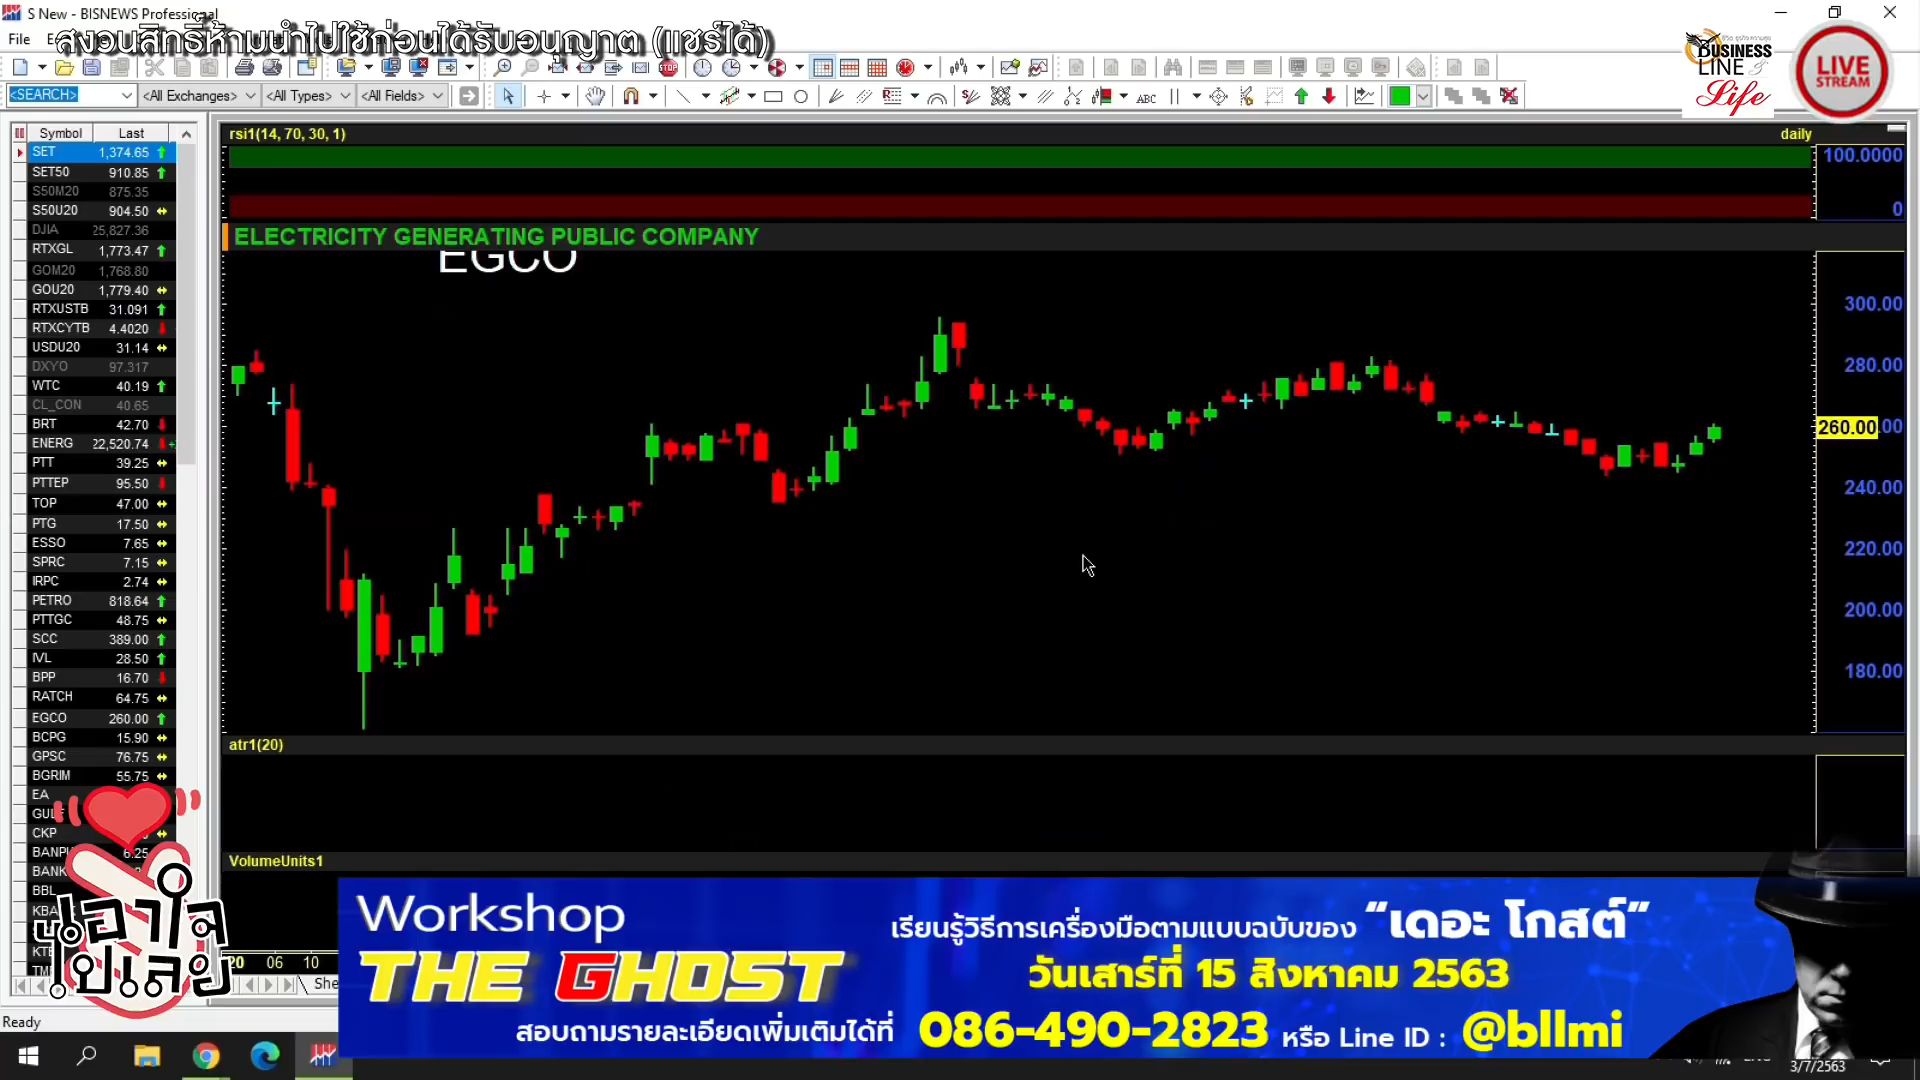 S New - BISNEWS Professional
สงวนสิทธิ์ห้ามนำไปใช้ก่อนได้รับอนุญาต (แชร์ได้)
File
BUSINESS LINE & Life
LIVE STREAM
<SEARCH> <All Exchanges> <All Types> <All Fields>
STOP
ABC
Symbol Last
SET 1,374.65
SET50 910.85
S50M20 875.35
S50U20 904.50
DJIA 25,827.36
RTXGL 1,773.47
GOM20 1,768.80
GOU20 1,779.40
RTXUSTB 31.091
RTXCYTB 4.4020
USDU20 31.14
DXYO 97.317
WTC 40.19
CL_CON 40.65
BRT 42.70
ENERG 22,520.74
PTT 39.25
PTTEP 95.50
TOP 47.00
PTG 17.50
ESSO 7.65
SPRC 7.15
IRPC 2.74
PETRO 818.64
PTTGC 48.75
SCC 389.00
IVL 28.50
BPP 16.70
RATCH 64.75
EGCO 260.00
BCPG 15.90
GPSC 76.75
BGRIM 55.75
EA
CKP
BANPU 6.25
BANK
BBL
rsi1(14, 70, 30, 1)
daily
100.0000
0
ELECTRICITY GENERATING PUBLIC COMPANY
EGCO
300.00
280.00
260.00
240.00
220.00
200.00
180.00
atr1(20)
VolumeUnits1
20 06 10
She
เอาใจไปเลย
Ready
Workshop
THE GHOST
เรียนรู้วิธีการเครื่องมือตามแบบฉบับของ “เดอะ โกสต์”
วันเสาร์ที่ 15 สิงหาคม 2563
สอบถามรายละเอียดเพิ่มเติมได้ที่ 086-490-2823 หรือ Line ID : @bllmi
3/7/2563